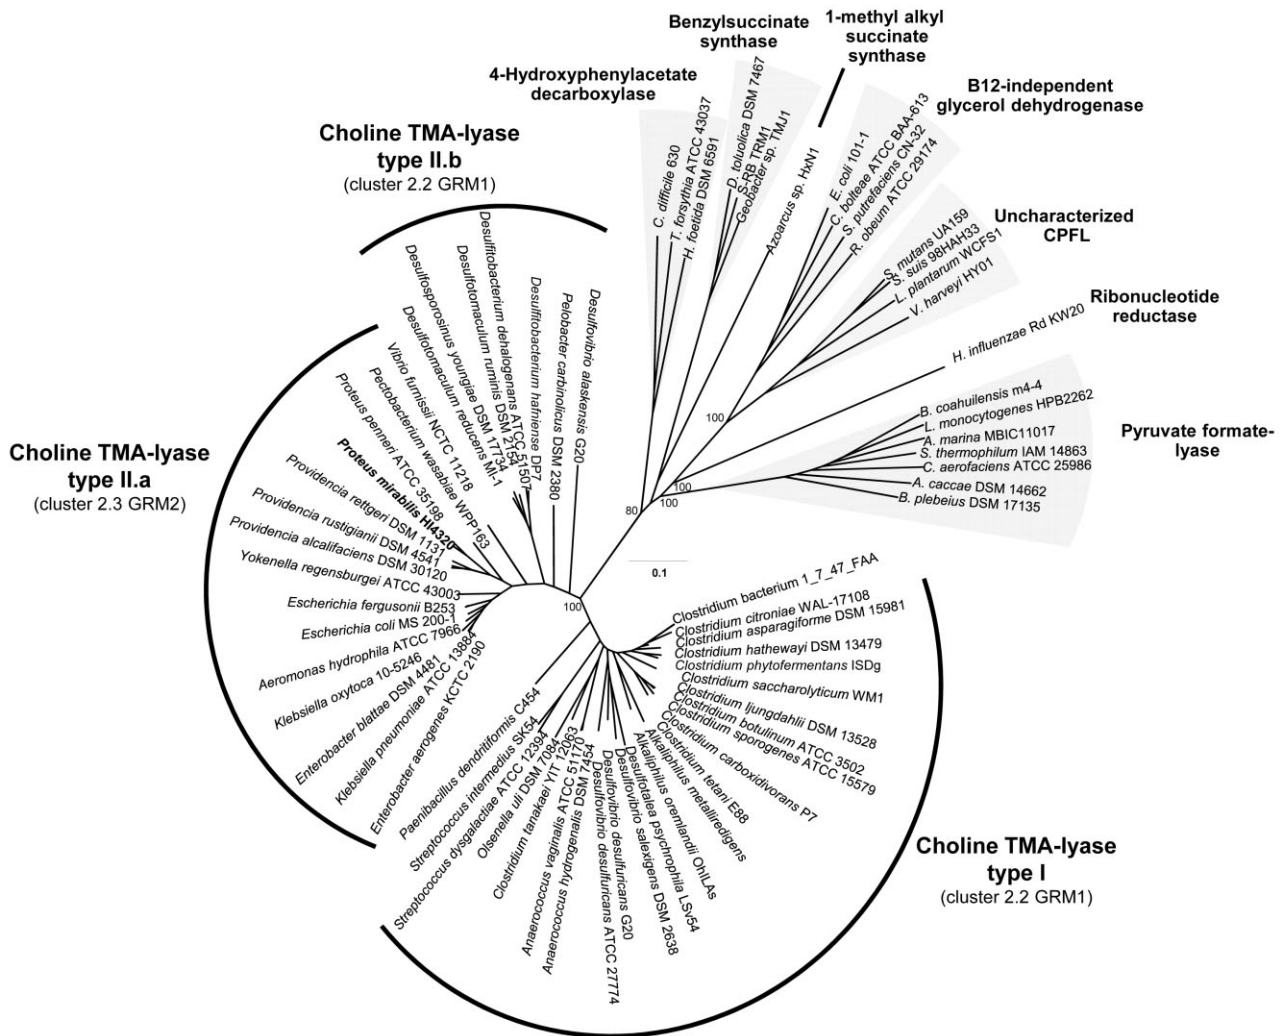 Benzylsuccinate
synthase
1-methyl alkyl
succinate
synthase
4-Hydroxyphenylacetate
decarboxylase
B12-independent
glycerol dehydrogenase
Choline TMA-lyase
type II.b
(cluster 2.2 GRM1)
Uncharacterized
CPFL
Ribonucleotide
reductase
Pyruvate formate-
lyase
Choline TMA-lyase
type II.a
(cluster 2.3 GRM2)
Choline TMA-lyase
type I
(cluster 2.2 GRM1)
C. difficile 630
T. forsythia ATCC 43037
H. foetida DSM 6591
D. toluolica DSM 7467
S-RB TRM1
Geobacter sp. TMJ1
Azoarcus sp. HxN1
E. coli 101-1
C. bolteae ATCC BAA-613
S. putrefaciens CN-32
R. obeum ATCC 29174
S. mutans UA159
S. suis 98HAH33
L. plantarum WCFS1
V. harveyi HY01
H. influenzae Rd KW20
B. coahuilensis m4-4
L. monocytogenes HPB2262
A. marina MBIC11017
S. thermophilum IAM 14863
C. aerofaciens ATCC 25986
A. caccae DSM 14662
B. plebeius DSM 17135
100
100
100
80
100
0.1
Desulfovibrio alaskensis G20
Pelobacter carbinolicus DSM 2380
Desulfitobacterium hafniense DP7
Desulfitobacterium dehalogenans ATCC 51507
Desulfotomaculum ruminis DSM 2154
Desulfosporosinus youngiae DSM 17734
Desulfotomaculum reducens MI-1
Vibrio furnissii NCTC 11218
Pectobacterium wasabiae WPP163
Proteus penneri ATCC 35198
Proteus mirabilis HI4320
Providencia rettgeri DSM 1131
Providencia rustigianii DSM 4541
Providencia alcalifaciens DSM 30120
Yokenella regensburgei ATCC 43003
Escherichia fergusonii B253
Escherichia coli MS 200-1
Aeromonas hydrophila ATCC 7966
Klebsiella oxytoca 10-5246
Enterobacter blattae DSM 4481
Klebsiella pneumoniae ATCC 13884
Enterobacter aerogenes KCTC 2190
Paenibacillus dendritiformis C454
Streptococcus intermedius SK54
Streptococcus dysgalactiae ATCC 12394
Olsenella uli DSM 7084
Clostridium tanakaei YIT 12063
Anaerococcus vaginalis ATCC 51170
Anaerococcus hydrogenalis DSM 7454
Desulfovibrio desulfuricans ATCC 27774
Desulfovibrio desulfuricans G20
Desulfovibrio salexigens DSM 2638
Desulfotalea psychrophila LSv54
Alkaliphilus oremlandii OhILAs
Alkaliphilus metalliredigens
Clostridium tetani E88
Clostridium carboxidivorans P7
Clostridium sporogenes ATCC 15579
Clostridium botulinum ATCC 3502
Clostridium ljungdahlii DSM 13528
Clostridium saccharolyticum WM1
Clostridium phytofermentans ISDg
Clostridium hathewayi DSM 13479
Clostridium asparagiforme DSM 15981
Clostridium citroniae WAL-17108
Clostridium bacterium 1_7_47_FAA